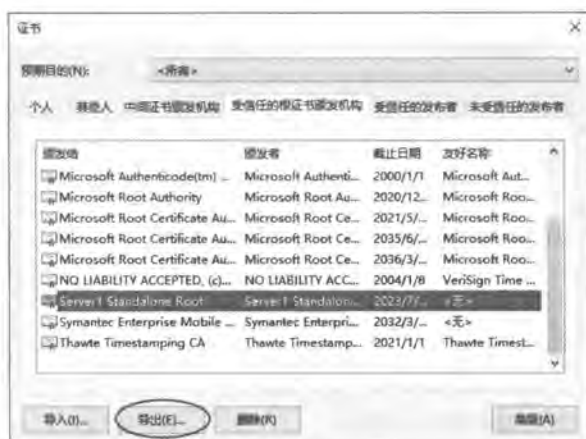 证书
预期目的(N): <所有>
个人 其他人 中间证书颁发机构 受信任的根证书颁发机构 受信任的发布者 未受信任的发布者
颁发给 颁发者 截止日期 友好名称
Microsoft Authenticode(tm) ... Microsoft Authenti... 2000/1/1 Microsoft Aut...
Microsoft Root Authority Microsoft Root Au... 2020/12... Microsoft Roo...
Microsoft Root Certificate Au... Microsoft Root Ce... 2021/5/... Microsoft Roo...
Microsoft Root Certificate Au... Microsoft Root Ce... 2035/6/... Microsoft Roo...
Microsoft Root Certificate Au... Microsoft Root Ce... 2036/3/... Microsoft Roo...
NO LIABILITY ACCEPTED, (c)... NO LIABILITY ACC... 2004/1/8 VeriSign Time ...
Server1 Standalone Root Server1 Standalon... 2023/7/... <无>
Symantec Enterprise Mobile ... Symantec Enterpri... 2032/3/... <无>
Thawte Timestamping CA Thawte Timestamp... 2021/1/1 Thawte Timest...
导入(I)... 导出(E)... 删除(R) 高级(A)